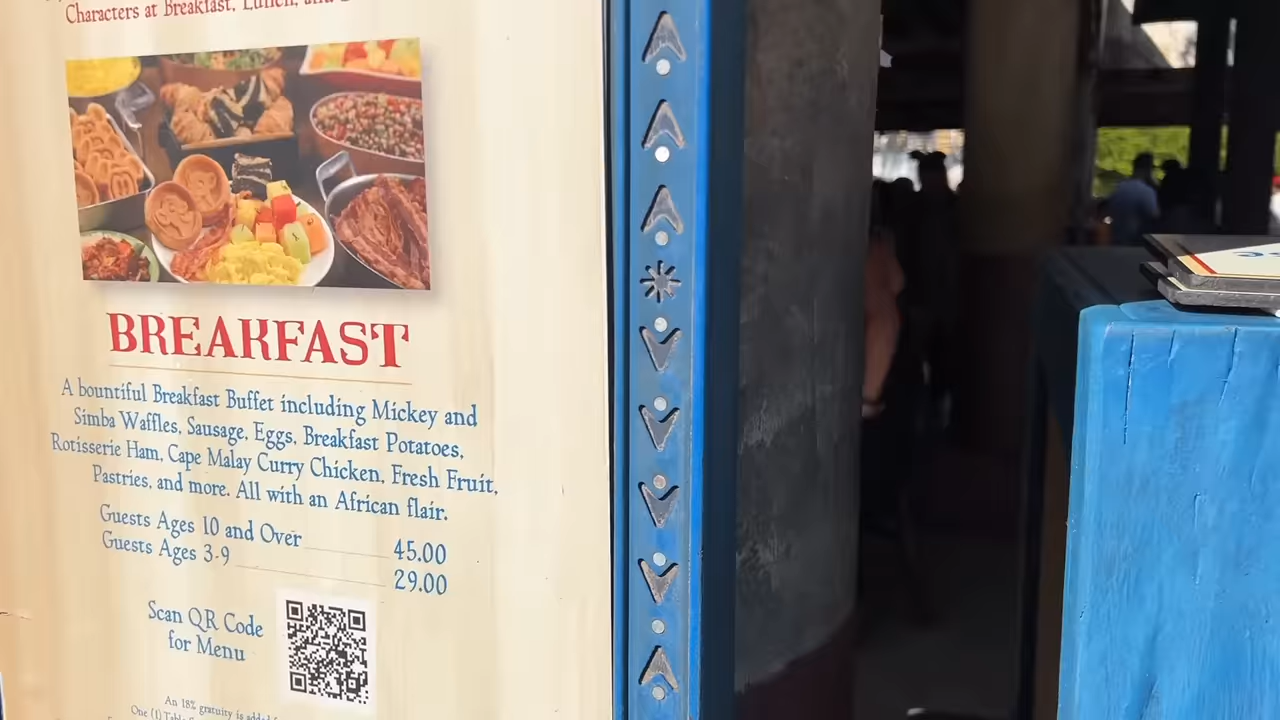 Characters at Breakfast, Lunch, and
BREAKFAST
A bountiful Breakfast Buffet including Mickey and
Simba Waffles, Sausage, Eggs, Breakfast Potatoes,
Rotisserie Ham, Cape Malay Curry Chicken, Fresh Fruit,
Pastries, and more. All with an African flair.
Guests Ages 10 and Over 45.00
Guests Ages 3-9 29.00
Scan QR Code
for Menu
An 18% gratuity is added
One (1)